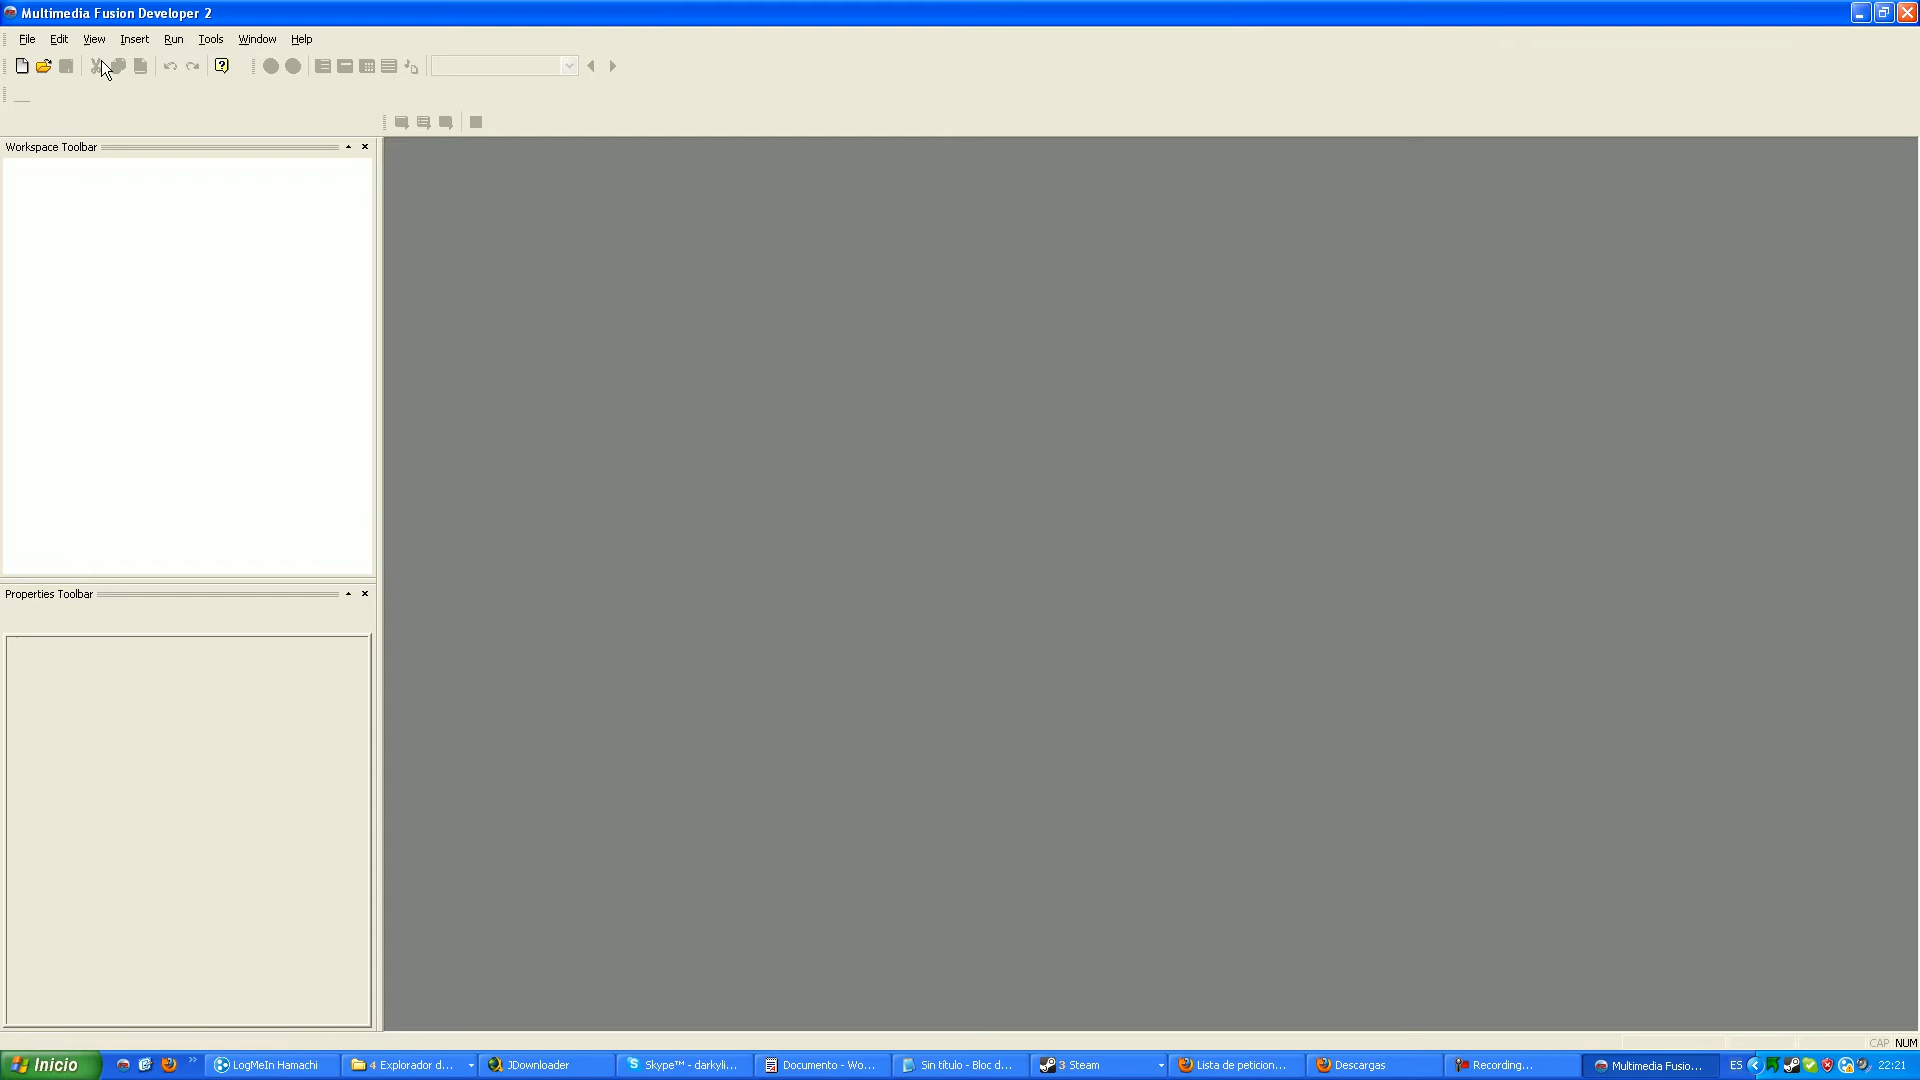 Multimedia Fusion Developer 2
File Edit View Insert Run Tools Window Help
Workspace Toolbar
Properties Toolbar
CAP NUM
Inicio LogMeIn Hamachi 4 Explorador d... JDownloader Skype™ - darkyli... Documento - Wo... Sin título - Bloc d... 3 Steam Lista de peticion... Descargas Recording... Multimedia Fusio... ES 22:21